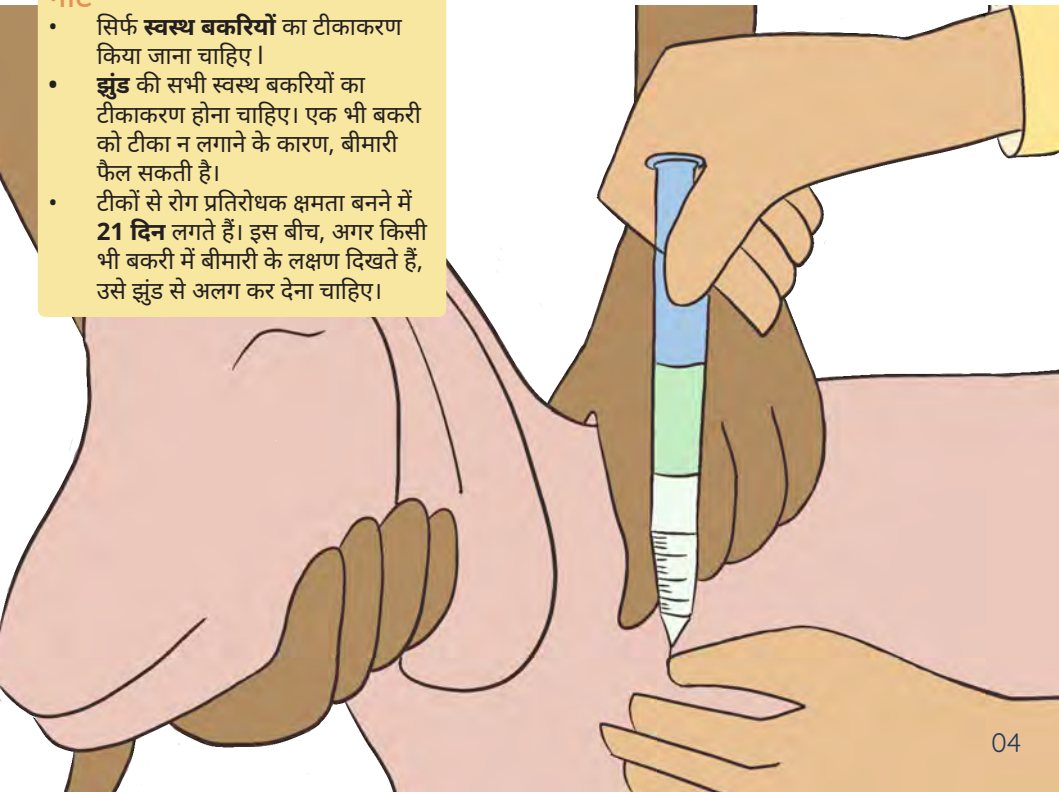 • सिर्फ स्वस्थ बकरियों का टीकाकरण
किया जाना चाहिए l
• झुंड की सभी स्वस्थ बकरियों का
टीकाकरण होना चाहिए। एक भी बकरी
को टीका न लगाने के कारण, बीमारी
फैल सकती है।
• टीकों से रोग प्रतिरोधक क्षमता बनने में
21 दिन लगते हैं। इस बीच, अगर किसी
भी बकरी में बीमारी के लक्षण दिखते हैं,
उसे झुंड से अलग कर देना चाहिए।
04